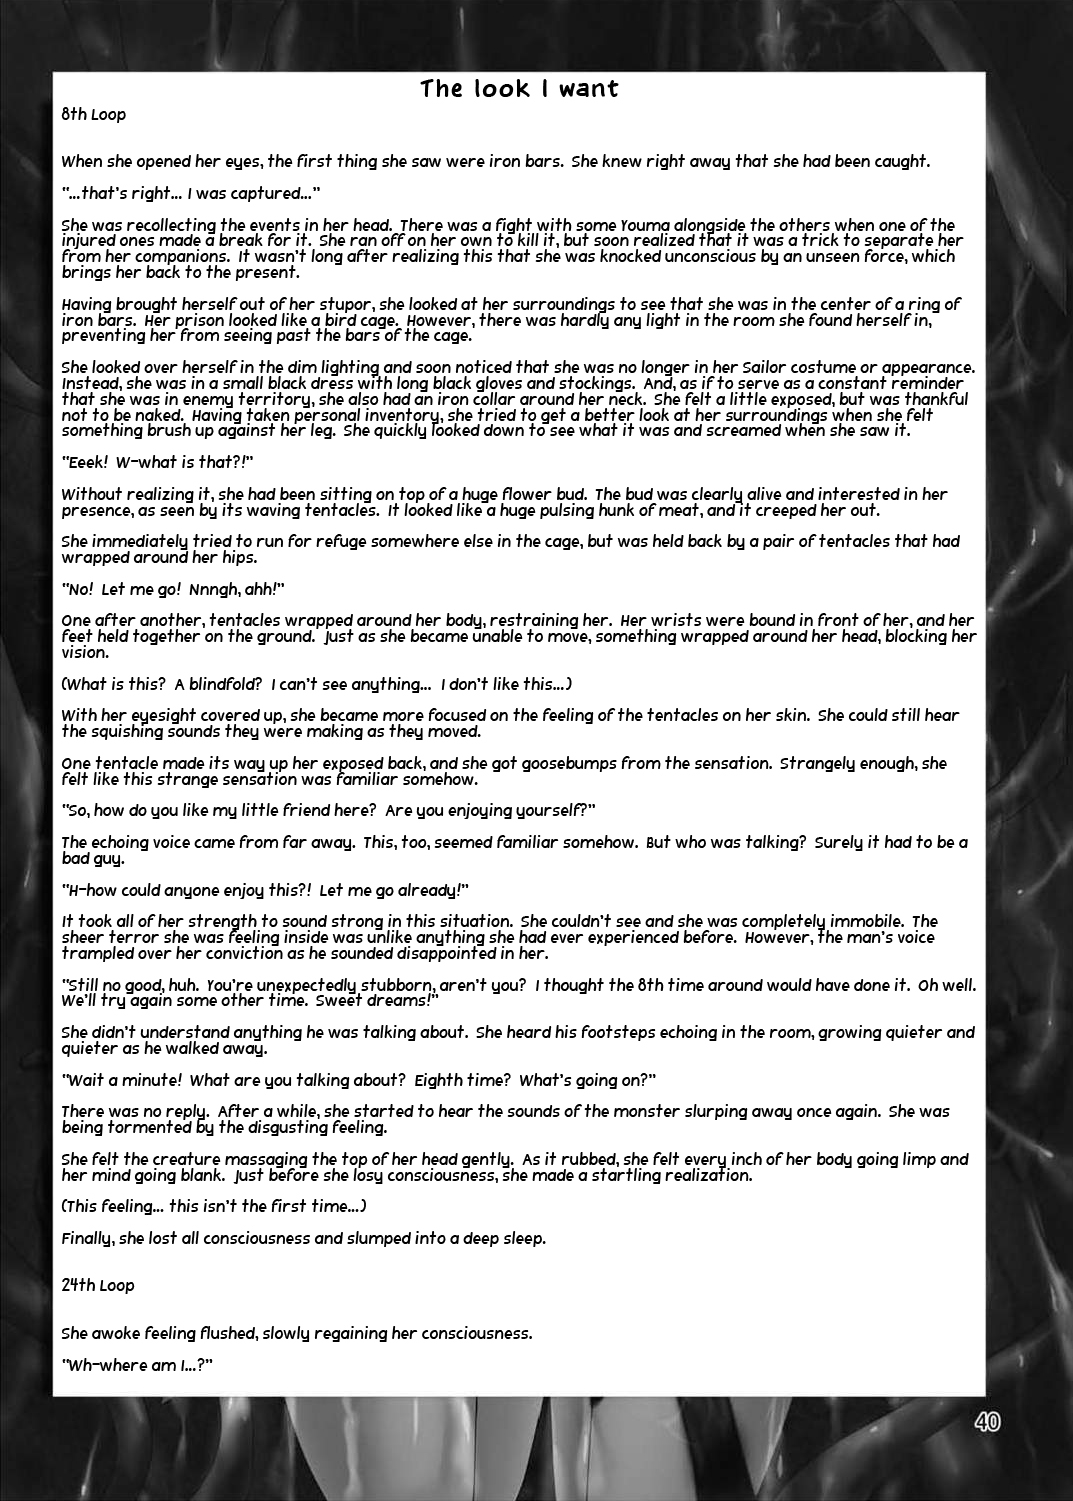 The look I want
8th Loop
When she opened her eyes, the first thing she saw were iron bars. She knew right away that she had been caught.
"...that's right... I was captured..."
She was recollecting the events in her head. There was a fight with some Youma alongside the others when one of the
injured ones made a break for it. She ran off on her own to kill it, but soon realized that it was a trick to separate her
from her companions. It wasn't long after realizing this that she was knocked unconscious by an unseen force, which
brings her back to the present.
Having brought herself out of her stupor, she looked at her surroundings to see that she was in the center of a ring of
iron bars. Her prison looked like a bird cage. However, there was hardly any light in the room she found herself in,
preventing her from seeing past the bars of the cage.
She looked over herself in the dim lighting and soon noticed that she was no longer in her Sailor costume or appearance.
Instead, she was in a small black dress with long black gloves and stockings. And, as if to serve as a constant reminder
that she was in enemy territory, she also had an iron collar around her neck. She felt a little exposed, but was thankful
not to be naked. Having taken personal inventory, she tried to get a better look at her surroundings when she felt
something brush up against her leg. She quickly looked down to see what it was and screamed when she saw it.
"Eeek! W-what is that?!"
Without realizing it, she had been sitting on top of a huge flower bud. The bud was clearly alive and interested in her
presence, as seen by its waving tentacles. It looked like a huge pulsing hunk of meat, and it creeped her out.
She immediately tried to run for refuge somewhere else in the cage, but was held back by a pair of tentacles that had
wrapped around her hips.
"No! Let me go! Nnngh, ahh!"
One after another, tentacles wrapped around her body, restraining her. Her wrists were bound in front of her, and her
feet held together on the ground. Just as she became unable to move, something wrapped around her head, blocking her
vision.
(What is this? A blindfold? I can't see anything... I don't like this...)
With her eyesight covered up, she became more focused on the feeling of the tentacles on her skin. She could still hear
the squishing sounds they were making as they moved.
One tentacle made its way up her exposed back, and she got goosebumps from the sensation. Strangely enough, she
felt like this strange sensation was familiar somehow.
"So, how do you like my little friend here? Are you enjoying yourself?"
The echoing voice came from far away. This, too, seemed familiar somehow. But who was talking? Surely it had to be a
bad guy.
"H-how could anyone enjoy this?! Let me go already!"
It took all of her strength to sound strong in this situation. She couldn't see and she was completely immobile. The
sheer terror she was feeling inside was unlike anything she had ever experienced before. However, the man's voice
trampled over her conviction as he sounded disappointed in her.
"Still no good, huh. You're unexpectedly stubborn, aren't you? I thought the 8th time around would have done it. Oh well.
We'll try again some other time. Sweet dreams!"
She didn't understand anything he was talking about. She heard his footsteps echoing in the room, growing quieter and
quieter as he walked away.
"Wait a minute! What are you talking about? Eighth time? What's going on?"
There was no reply. After a while, she started to hear the sounds of the monster slurping away once again. She was
being tormented by the disgusting feeling.
She felt the creature massaging the top of her head gently. As it rubbed, she felt every inch of her body going limp and
her mind going blank. Just before she losy consciousness, she made a startling realization.
(This feeling... this isn't the first time...)
Finally, she lost all consciousness and slumped into a deep sleep.
24th Loop
She awoke feeling flushed, slowly regaining her consciousness.
"Wh-where am I...?"
40